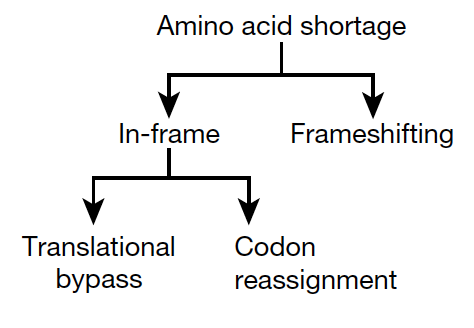 Amino acid shortage
In-frame
Frameshifting
Translational
bypass
Codon
reassignment